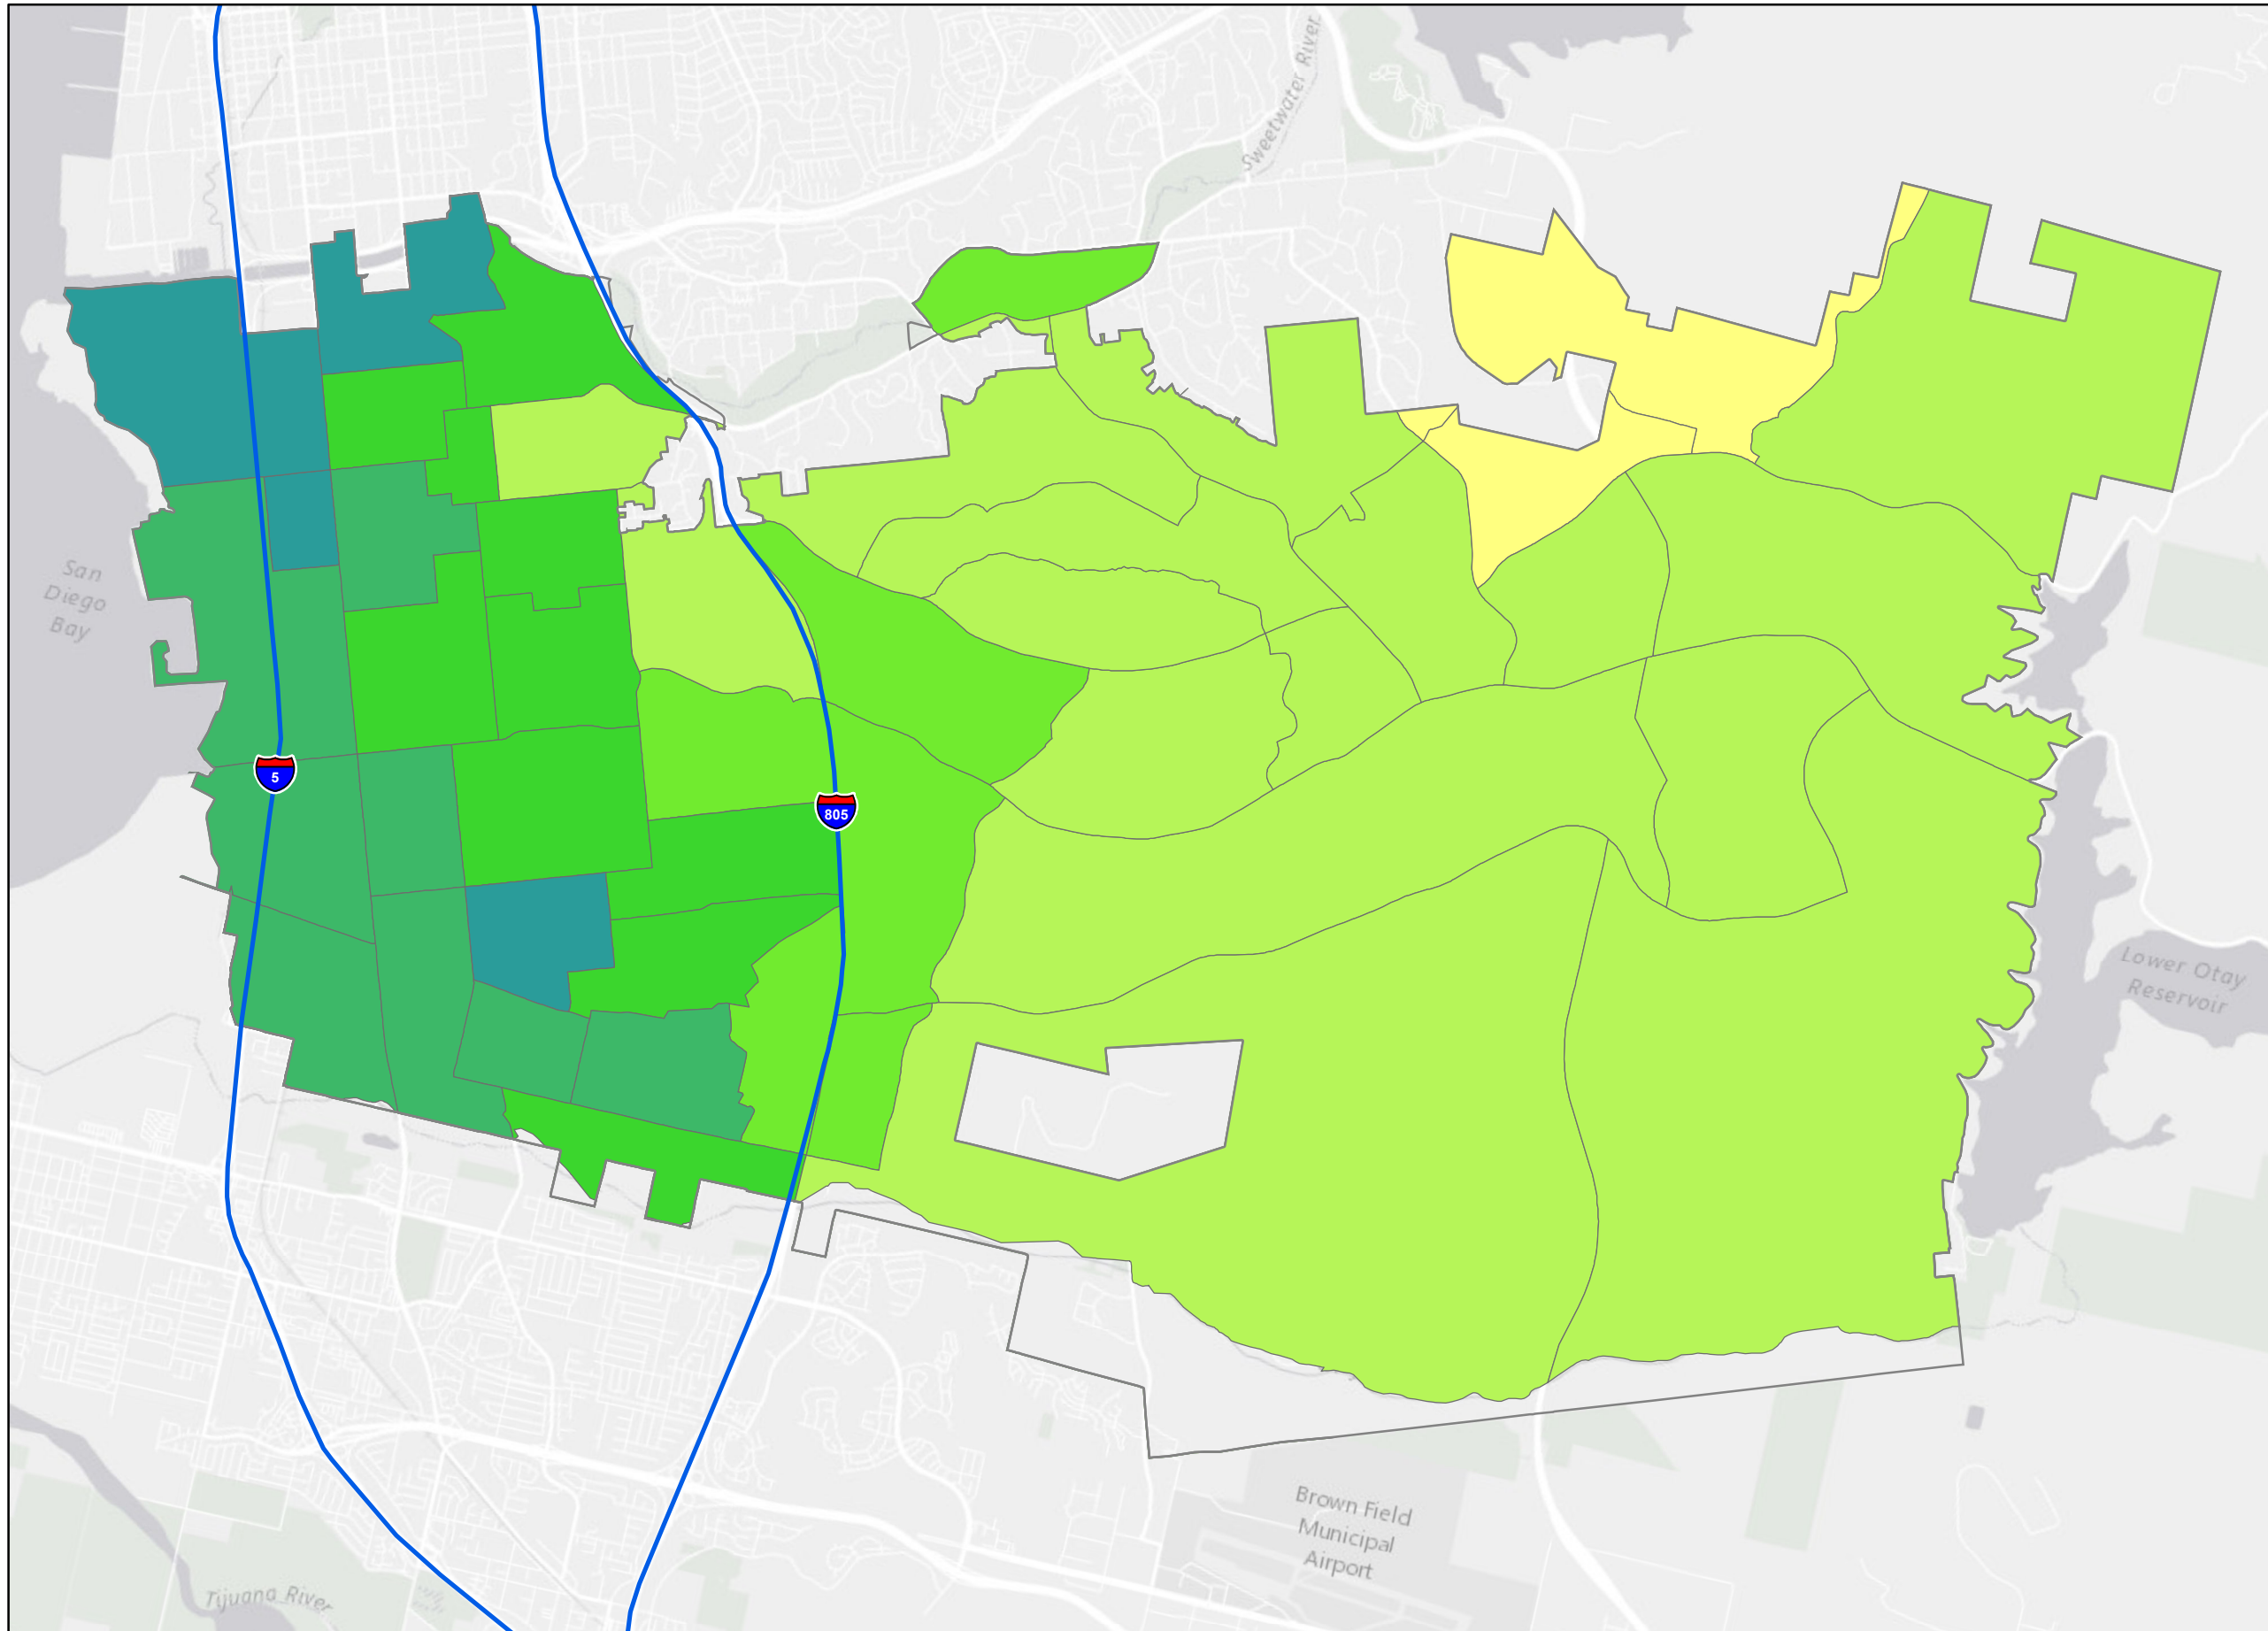 Sweetwater River
San
Diego
Bay
5
805
Lower Otay
Reservoir
Brown Field
Municipal
Airport
Tijuana River